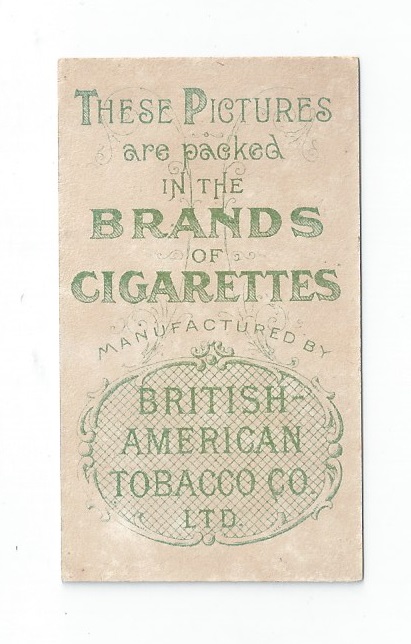 THESE PICTURES
are packed
IN THE
BRANDS
OF
CIGARETTES
MANUFACTURED BY
BRITISH-
AMERICAN
TOBACCO CO.
LTD.